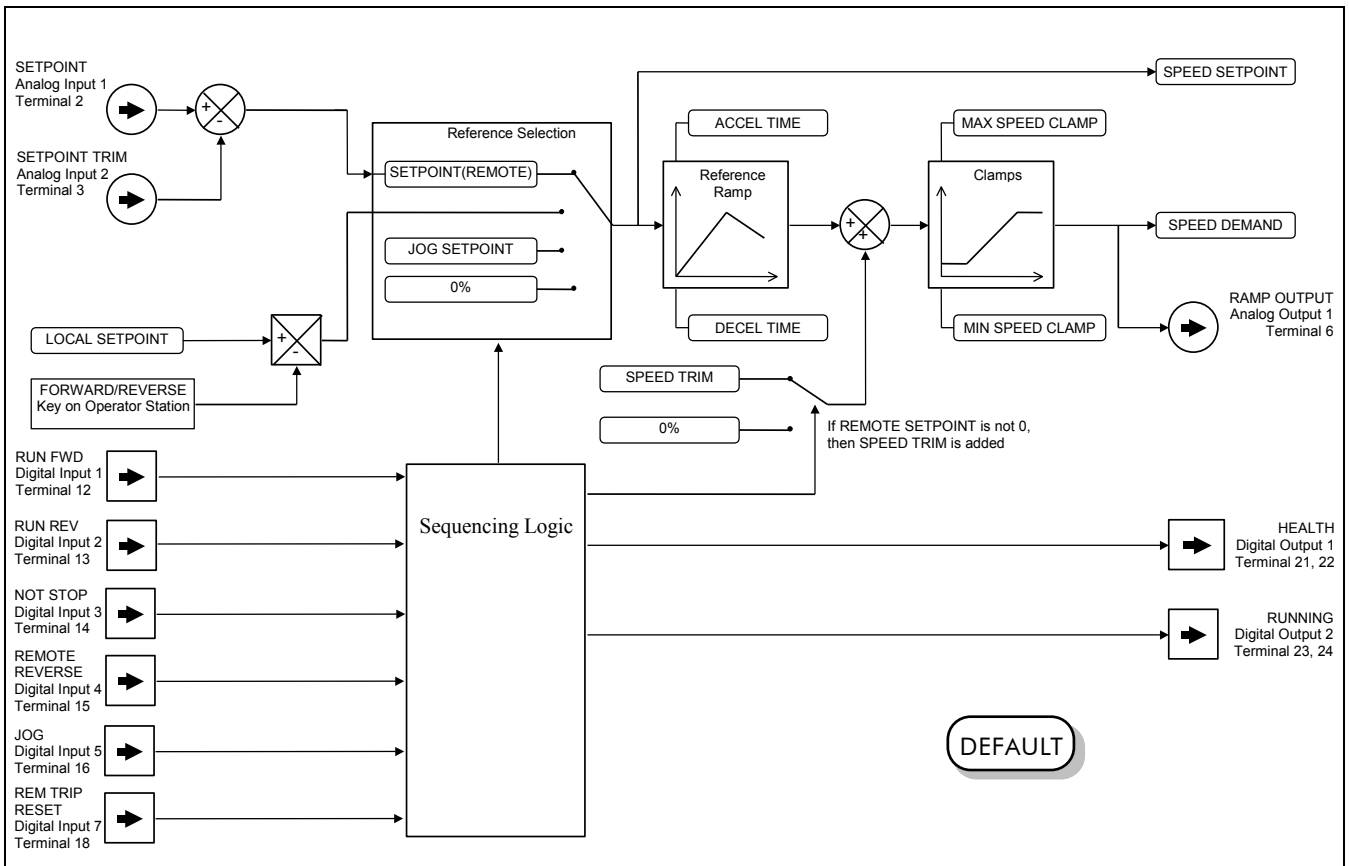 SETPOINT
Analog Input 1
Terminal 2
+
-
SETPOINT TRIM
Analog Input 2
Terminal 3
Reference Selection
SETPOINT(REMOTE)
JOG SETPOINT
0%
SPEED SETPOINT
ACCEL TIME
Reference
Ramp
DECEL TIME
+
+
MAX SPEED CLAMP
Clamps
MIN SPEED CLAMP
SPEED DEMAND
RAMP OUTPUT
Analog Output 1
Terminal 6
LOCAL SETPOINT
+
-
FORWARD/REVERSE
Key on Operator Station
SPEED TRIM
0%
If REMOTE SETPOINT is not 0,
then SPEED TRIM is added
RUN FWD
Digital Input 1
Terminal 12
RUN REV
Digital Input 2
Terminal 13
NOT STOP
Digital Input 3
Terminal 14
REMOTE
REVERSE
Digital Input 4
Terminal 15
JOG
Digital Input 5
Terminal 16
REM TRIP
RESET
Digital Input 7
Terminal 18
Sequencing Logic
HEALTH
Digital Output 1
Terminal 21, 22
RUNNING
Digital Output 2
Terminal 23, 24
DEFAULT